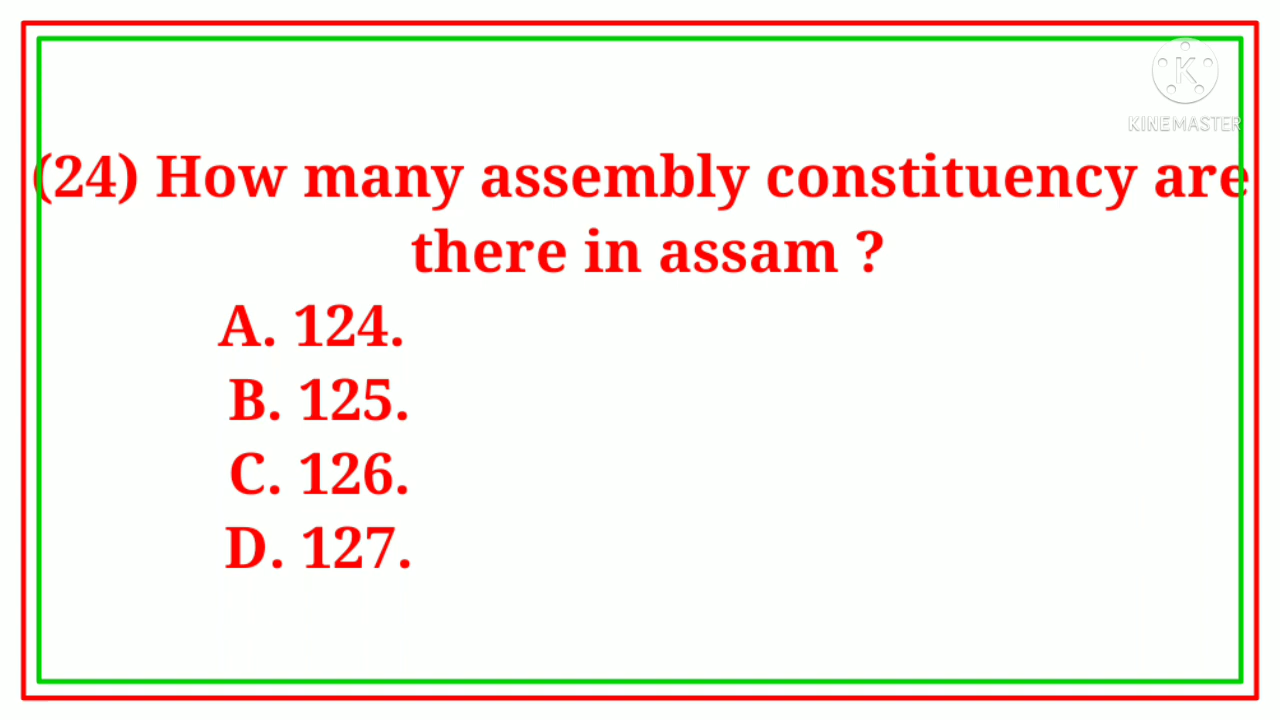 KINEMASTER
(24) How many assembly constituency are
there in assam ?
A. 124.
B. 125.
C. 126.
D. 127.